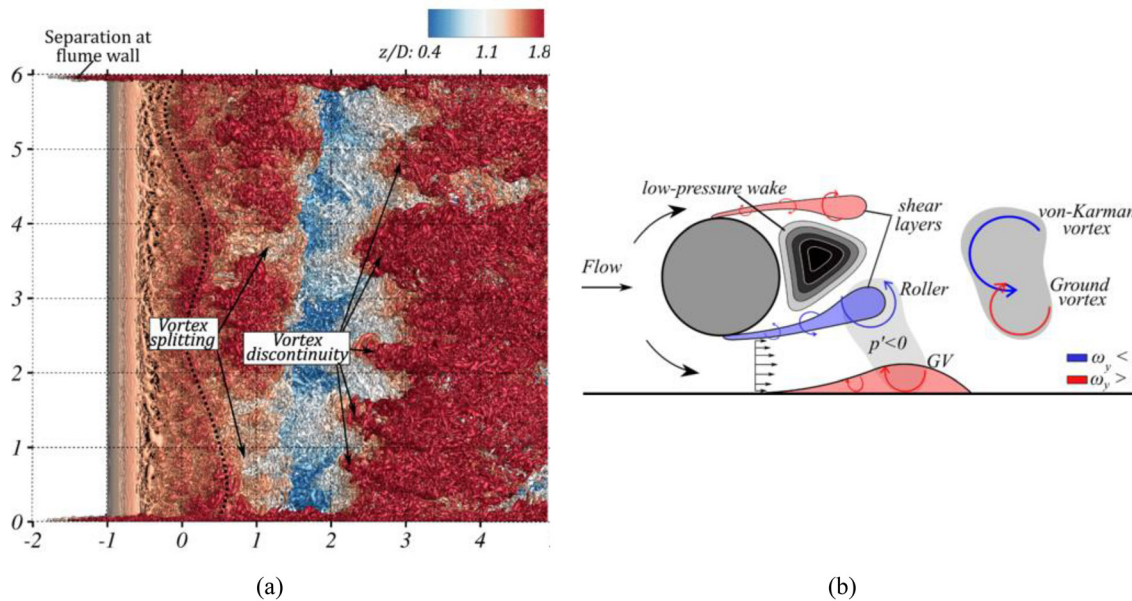 Separation at
flume wall
z/D: 0.4 1.1 1.8
6
5
4
3
2
1
0
-2 -1 0 1 2 3 4
Vortex
splitting
Vortex
discontinuity
(a)
low-pressure wake
shear
layers
von-Karman
vortex
Flow
Roller
Ground
vortex
p'<0
GV
ω_y <
ω_y >
(b)